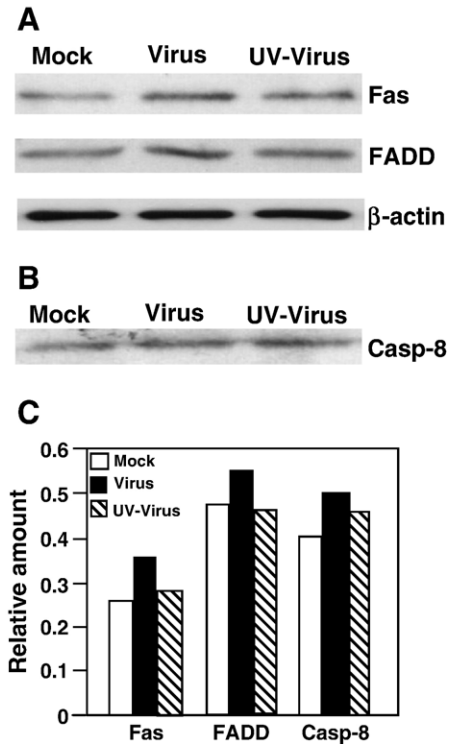 A
Mock Virus UV-Virus
Fas
FADD
β-actin
B
Mock Virus UV-Virus
Casp-8
C
Relative amount
0.6
0.5
0.4
0.3
0.2
0.1
0
Mock
Virus
UV-Virus
Fas FADD Casp-8